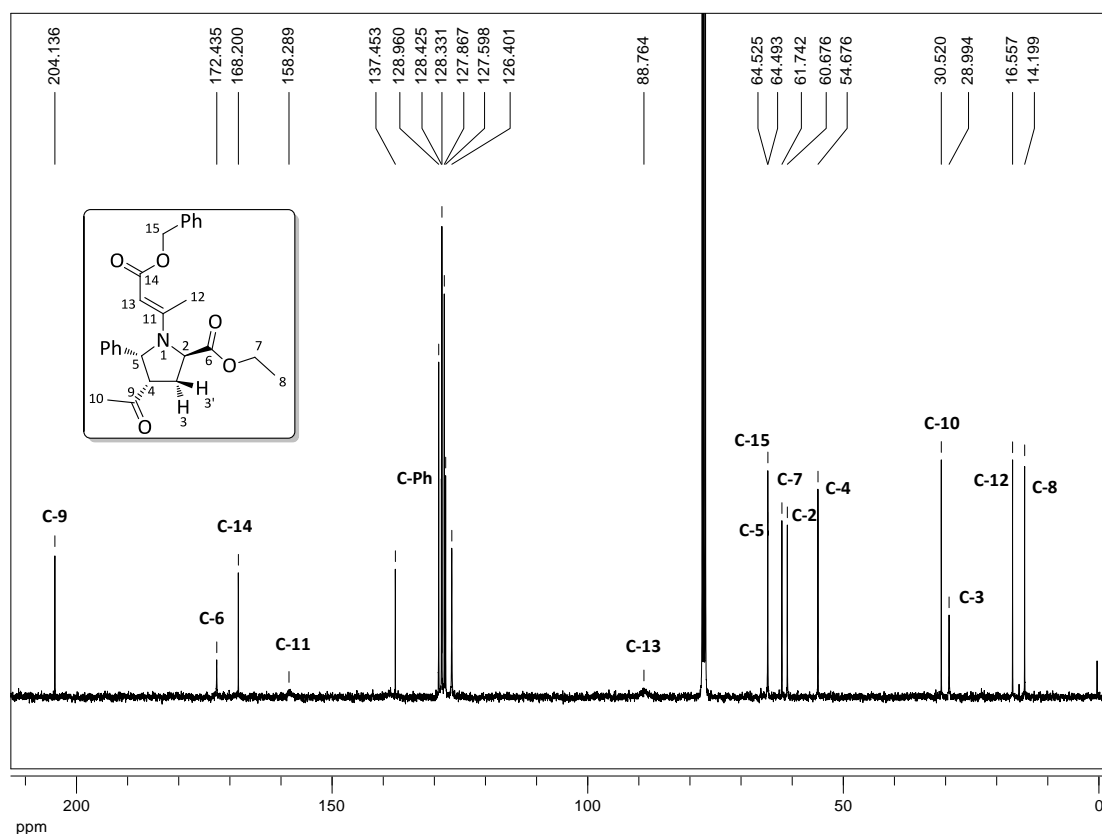 204.136
172.435
168.200
158.289
137.453
128.960
128.425
128.331
127.867
127.598
126.401
88.764
64.525
64.493
61.742
60.676
54.676
30.520
28.994
16.557
14.199
15 Ph
O
O
14
13 12
11
N
1
Ph
5
2
O
6
O
7
8
4
9
10
O
H
3'
H
3
C-9
C-6
C-14
C-11
C-Ph
C-13
C-15
C-5
C-7
C-2
C-4
C-10
C-3
C-12
C-8
200 150 100 50 0
ppm